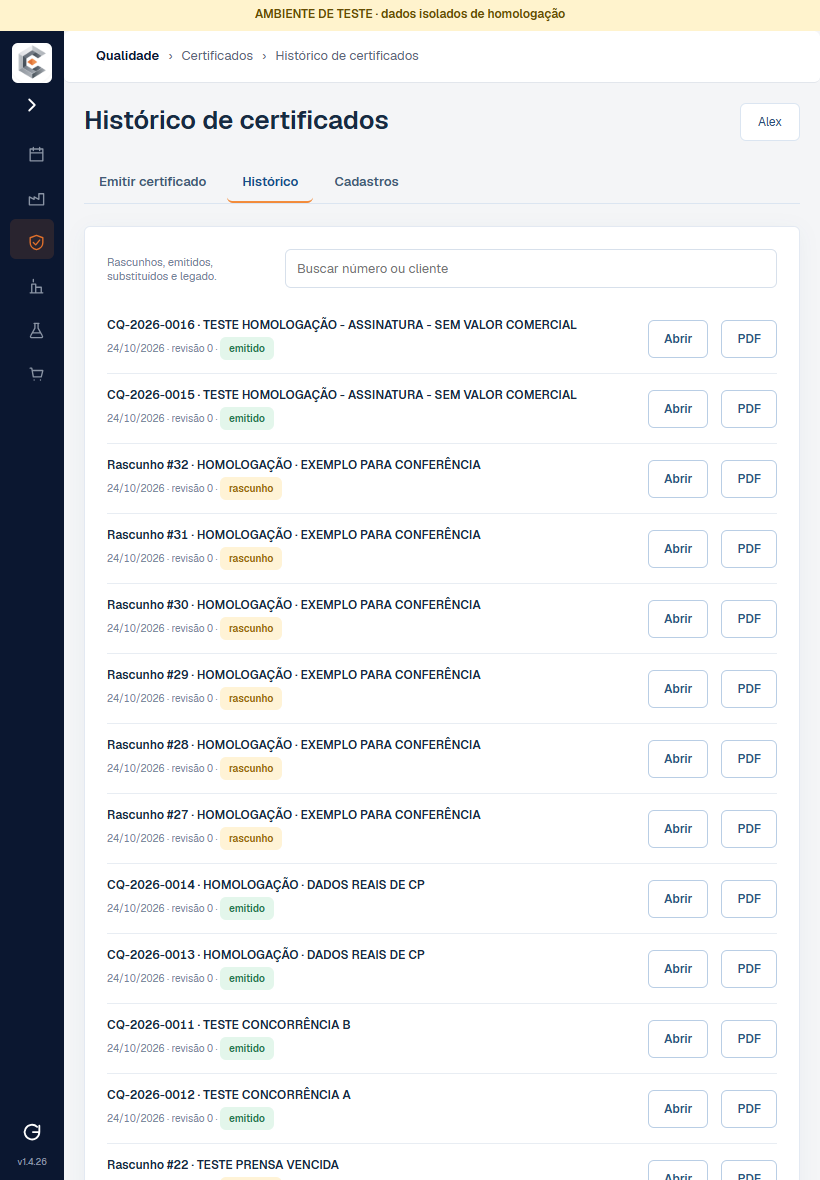 AMBIENTE DE TESTE · dados isolados de homologação
Qualidade › Certificados › Histórico de certificados
Histórico de certificados
Alex
Emitir certificado Histórico Cadastros
Rascunhos, emitidos,
substituídos e legado.
Buscar número ou cliente
CQ-2026-0016 · TESTE HOMOLOGAÇÃO - ASSINATURA - SEM VALOR COMERCIAL
24/10/2026 · revisão 0 · emitido
Abrir PDF
CQ-2026-0015 · TESTE HOMOLOGAÇÃO - ASSINATURA - SEM VALOR COMERCIAL
24/10/2026 · revisão 0 · emitido
Abrir PDF
Rascunho #32 · HOMOLOGAÇÃO · EXEMPLO PARA CONFERÊNCIA
24/10/2026 · revisão 0 · rascunho
Abrir PDF
Rascunho #31 · HOMOLOGAÇÃO · EXEMPLO PARA CONFERÊNCIA
24/10/2026 · revisão 0 · rascunho
Abrir PDF
Rascunho #30 · HOMOLOGAÇÃO · EXEMPLO PARA CONFERÊNCIA
24/10/2026 · revisão 0 · rascunho
Abrir PDF
Rascunho #29 · HOMOLOGAÇÃO · EXEMPLO PARA CONFERÊNCIA
24/10/2026 · revisão 0 · rascunho
Abrir PDF
Rascunho #28 · HOMOLOGAÇÃO · EXEMPLO PARA CONFERÊNCIA
24/10/2026 · revisão 0 · rascunho
Abrir PDF
Rascunho #27 · HOMOLOGAÇÃO · EXEMPLO PARA CONFERÊNCIA
24/10/2026 · revisão 0 · rascunho
Abrir PDF
CQ-2026-0014 · HOMOLOGAÇÃO · DADOS REAIS DE CP
24/10/2026 · revisão 0 · emitido
Abrir PDF
CQ-2026-0013 · HOMOLOGAÇÃO · DADOS REAIS DE CP
24/10/2026 · revisão 0 · emitido
Abrir PDF
CQ-2026-0011 · TESTE CONCORRÊNCIA B
24/10/2026 · revisão 0 · emitido
Abrir PDF
CQ-2026-0012 · TESTE CONCORRÊNCIA A
24/10/2026 · revisão 0 · emitido
Abrir PDF
Rascunho #22 · TESTE PRENSA VENCIDA
Abrir PDF
v1.4.26